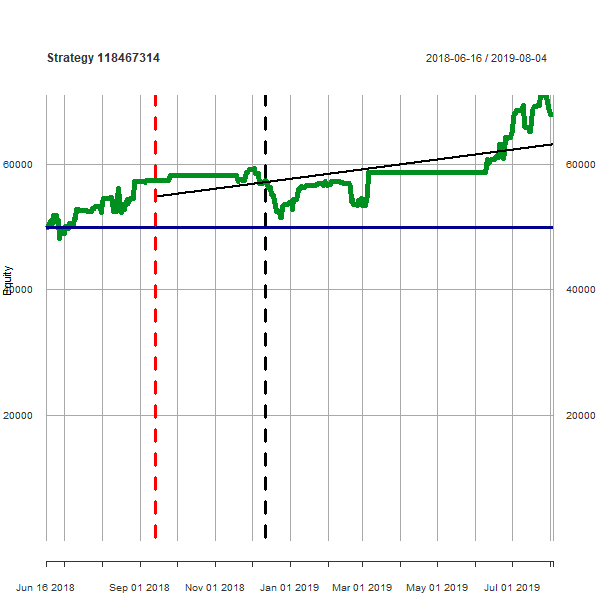 Strategy 118467314
2018-06-16 / 2019-08-04
Equity
60000
60000
40000
40000
20000
20000
Jun 16 2018
Sep 01 2018
Nov 01 2018
Jan 01 2019
Mar 01 2019
May 01 2019
Jul 01 2019